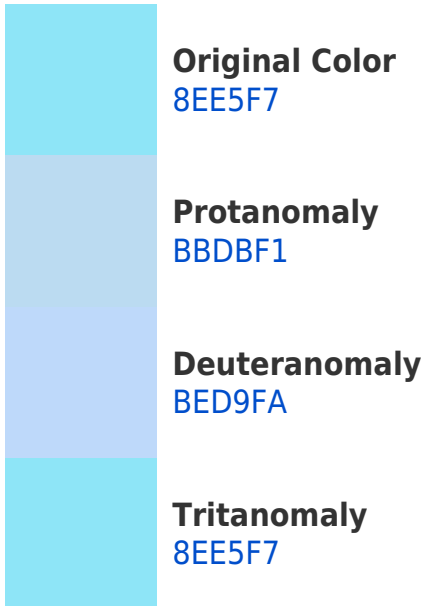 Original Color
8EE5F7
Protanomaly
BBDBF1
Deuteranomaly
BED9FA
Tritanomaly
8EE5F7